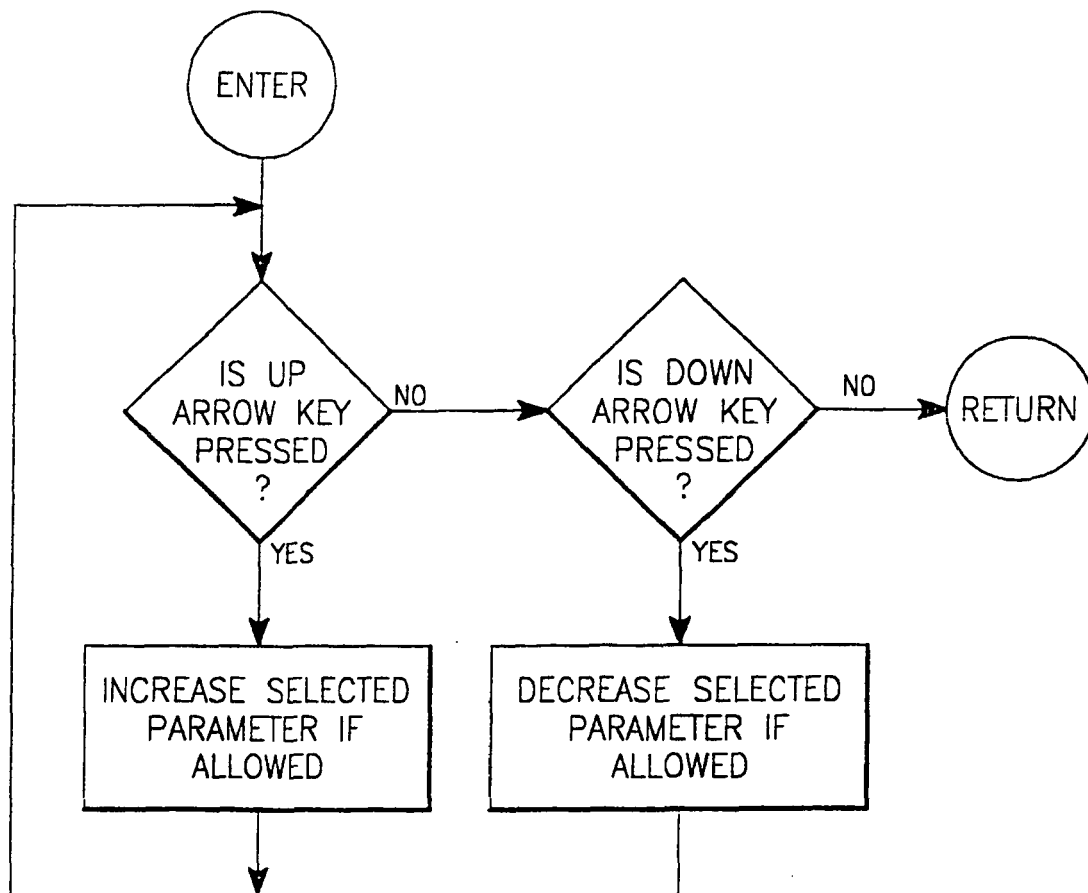 ENTER
IS UP
ARROW KEY
PRESSED
?
NO
YES
IS DOWN
ARROW KEY
PRESSED
?
NO
YES
RETURN
INCREASE SELECTED
PARAMETER IF
ALLOWED
DECREASE SELECTED
PARAMETER IF
ALLOWED